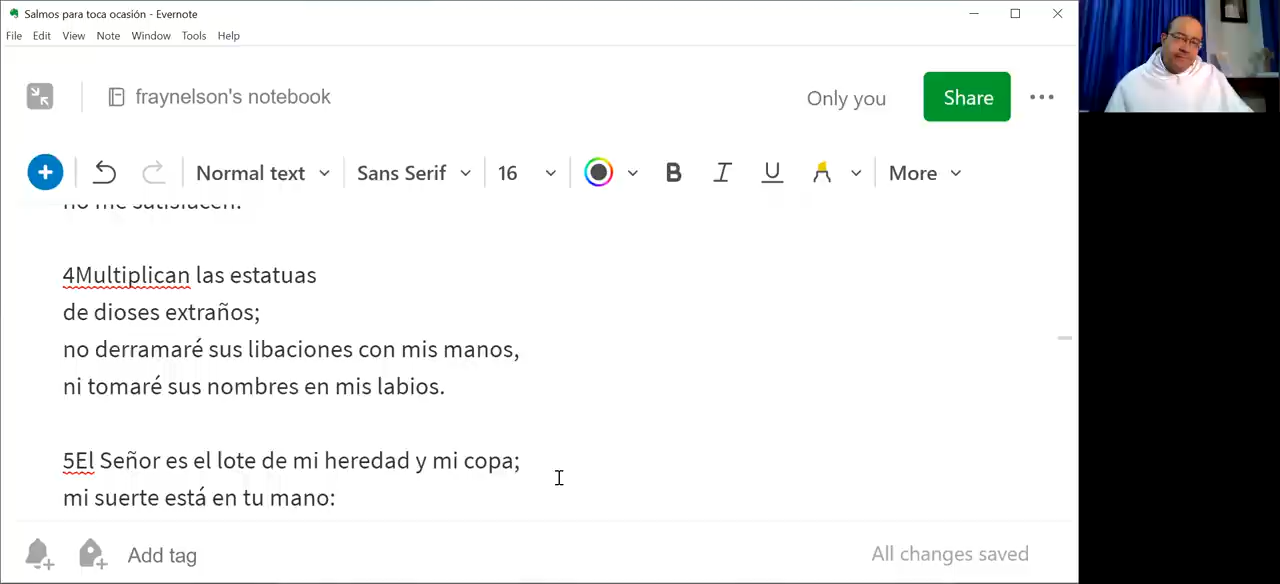 Salmos para toca ocasión - Evernote
File Edit View Note Window Tools Help
fraynelson's notebook
Only you
Share
Normal text
Sans Serif
16
B I U A
More
no me satisfacen.
4Multiplican las estatuas
de dioses extraños;
no derramaré sus libaciones con mis manos,
ni tomaré sus nombres en mis labios.
5El Señor es el lote de mi heredad y mi copa;
mi suerte está en tu mano:
Add tag
All changes saved